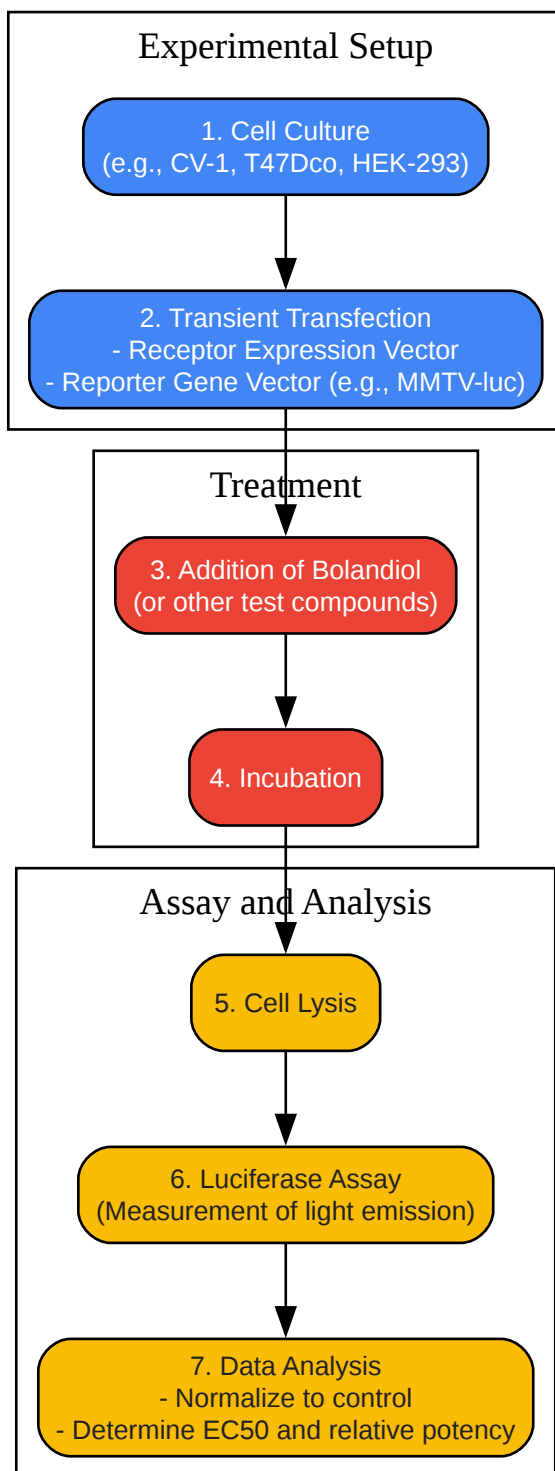 Experimental Setup
1. Cell Culture
(e.g., CV-1, T47Dco, HEK-293)
2. Transient Transfection
- Receptor Expression Vector
- Reporter Gene Vector (e.g., MMTV-luc)
Treatment
3. Addition of Bolandiol
(or other test compounds)
4. Incubation
Assay and Analysis
5. Cell Lysis
6. Luciferase Assay
(Measurement of light emission)
7. Data Analysis
- Normalize to control
- Determine EC50 and relative potency